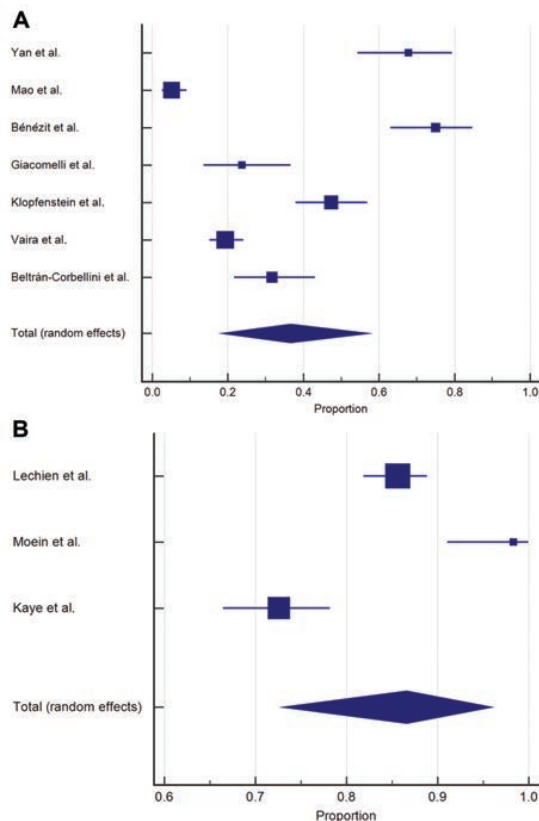 A
Yan et al.
Mao et al.
Bénézit et al.
Giacomelli et al.
Klopfenstein et al.
Vaira et al.
Beltrán-Corbellini et al.
Total (random effects)
0.0 0.2 0.4 0.6 0.8 1.0
Proportion
B
Lechien et al.
Moein et al.
Kaye et al.
Total (random effects)
0.6 0.7 0.8 0.9 1.0
Proportion